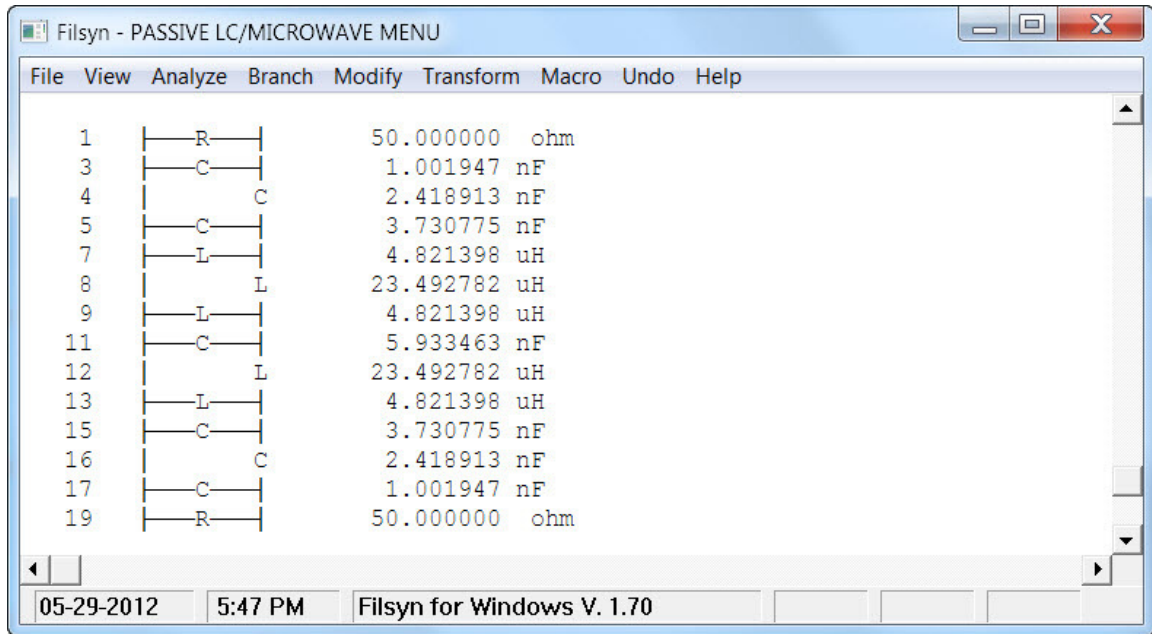 Filsyn - PASSIVE LC/MICROWAVE MENU
File View Analyze Branch Modify Transform Macro Undo Help
1 R 50.000000 ohm
3 C 1.001947 nF
4 C 2.418913 nF
5 C 3.730775 nF
7 L 4.821398 uH
8 L 23.492782 uH
9 L 4.821398 uH
11 C 5.933463 nF
12 L 23.492782 uH
13 L 4.821398 uH
15 C 3.730775 nF
16 C 2.418913 nF
17 C 1.001947 nF
19 R 50.000000 ohm
05-29-2012 5:47 PM Filsyn for Windows V. 1.70